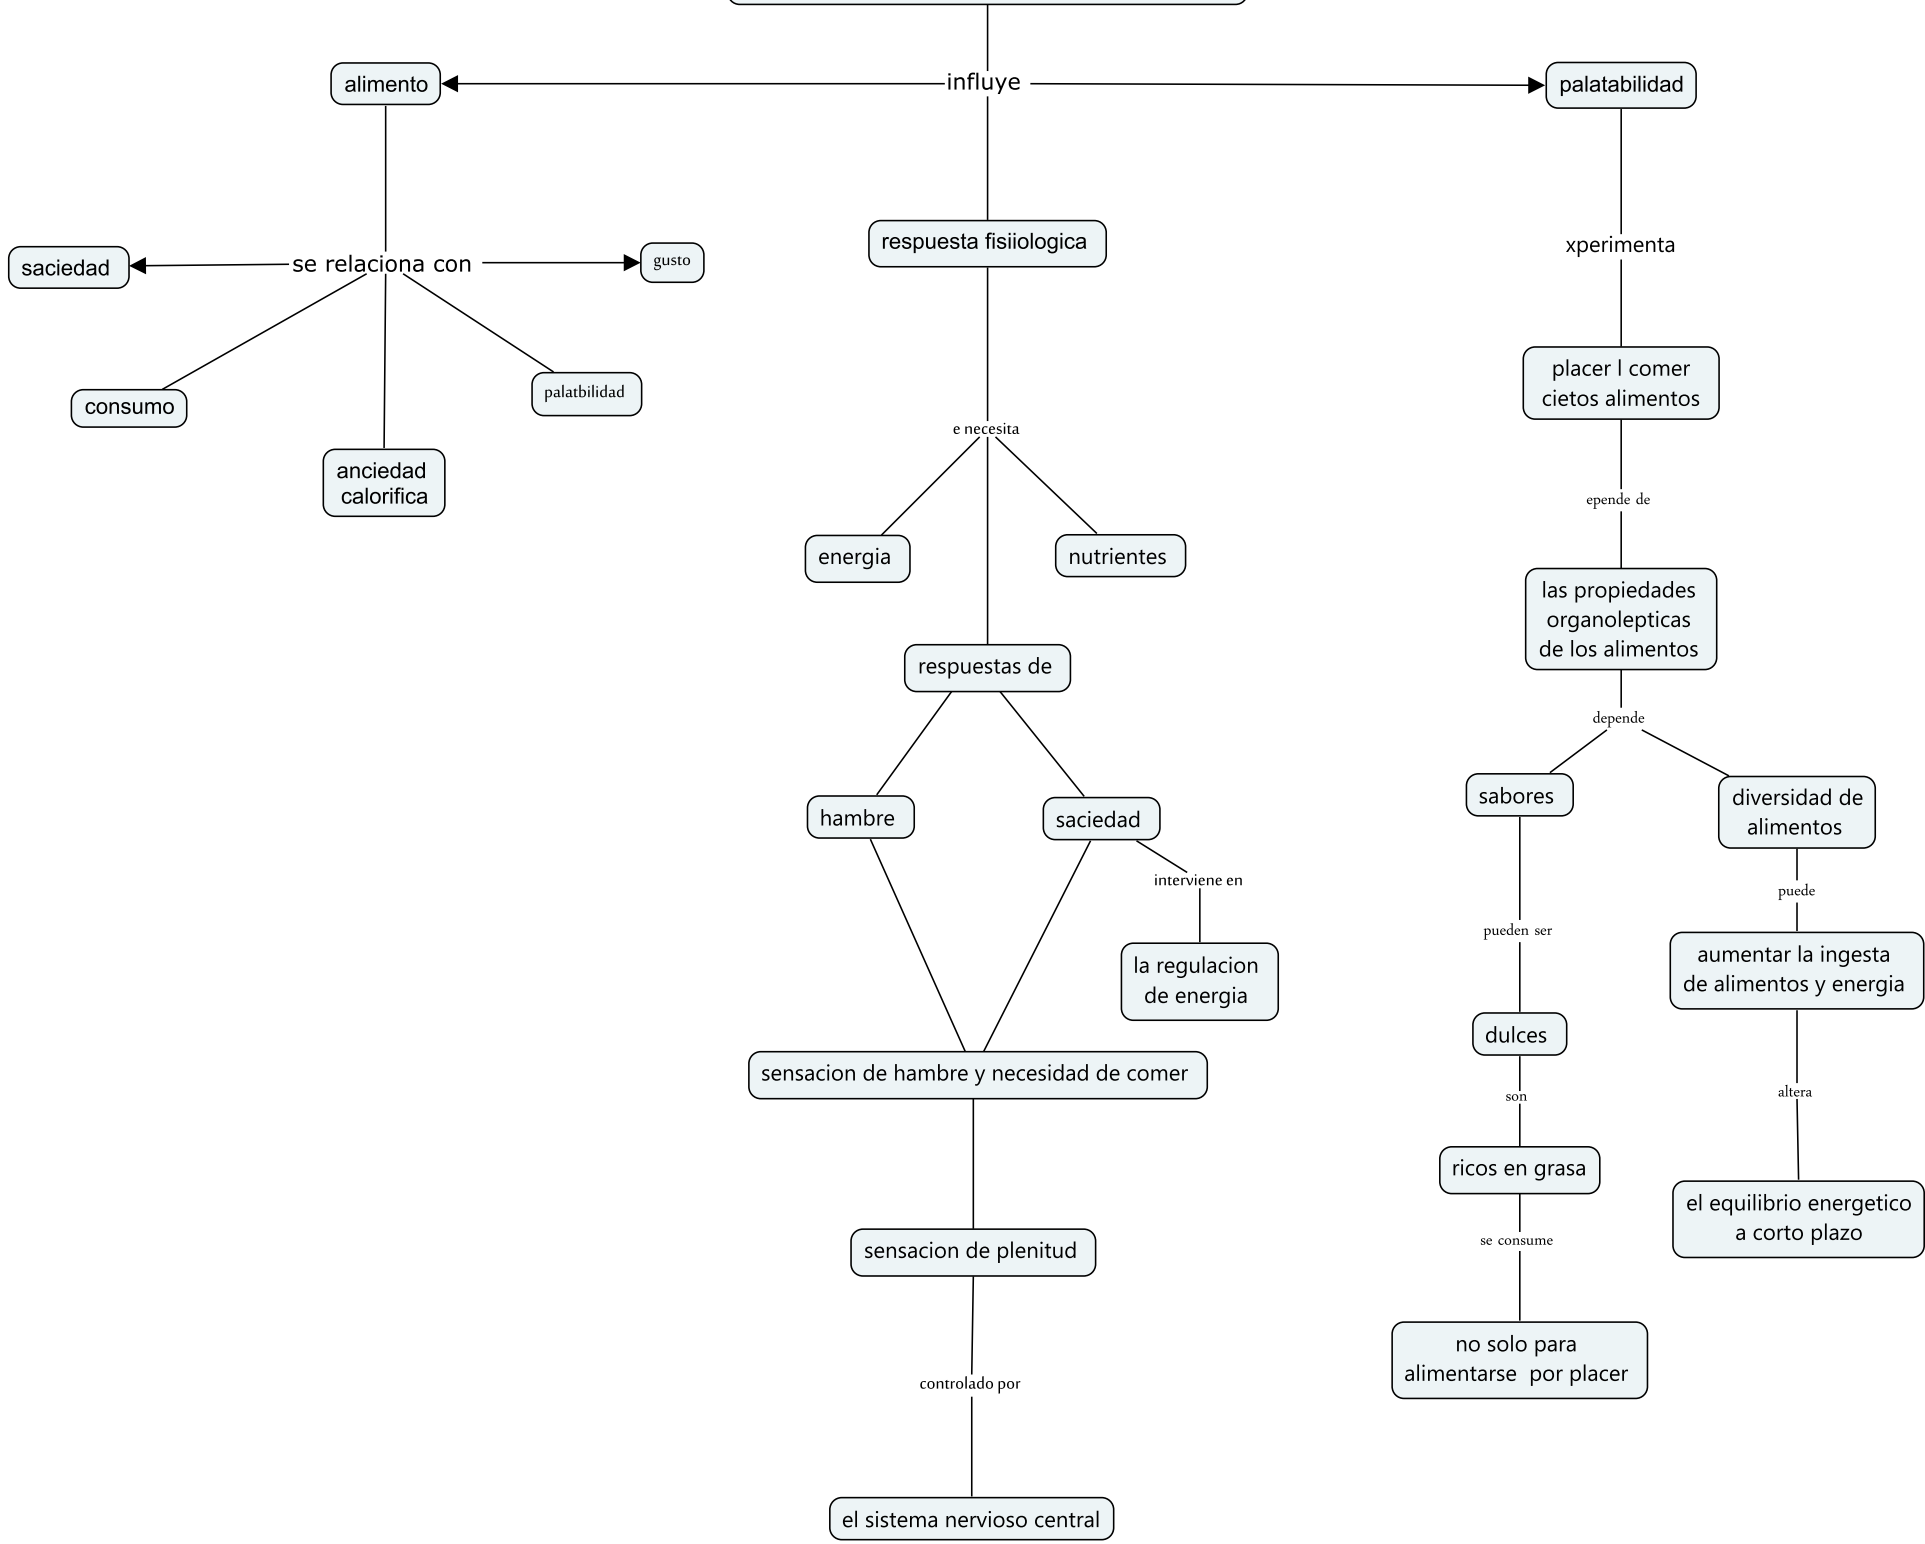 influye
alimento
palatabilidad
se relaciona con
saciedad
gusto
consumo
palatbilidad
anciedad
calorifica
respuesta fisiiologica
e necesita
energia
nutrientes
respuestas de
hambre
saciedad
interviene en
la regulacion
de energia
sensacion de hambre y necesidad de comer
sensacion de plenitud
controlado por
el sistema nervioso central
xperimenta
placer l comer
cietos alimentos
epende de
las propiedades
organolepticas
de los alimentos
depende
sabores
diversidad de
alimentos
pueden ser
puede
dulces
aumentar la ingesta
de alimentos y energia
son
altera
ricos en grasa
el equilibrio energetico
a corto plazo
se consume
no solo para
alimentarse por placer